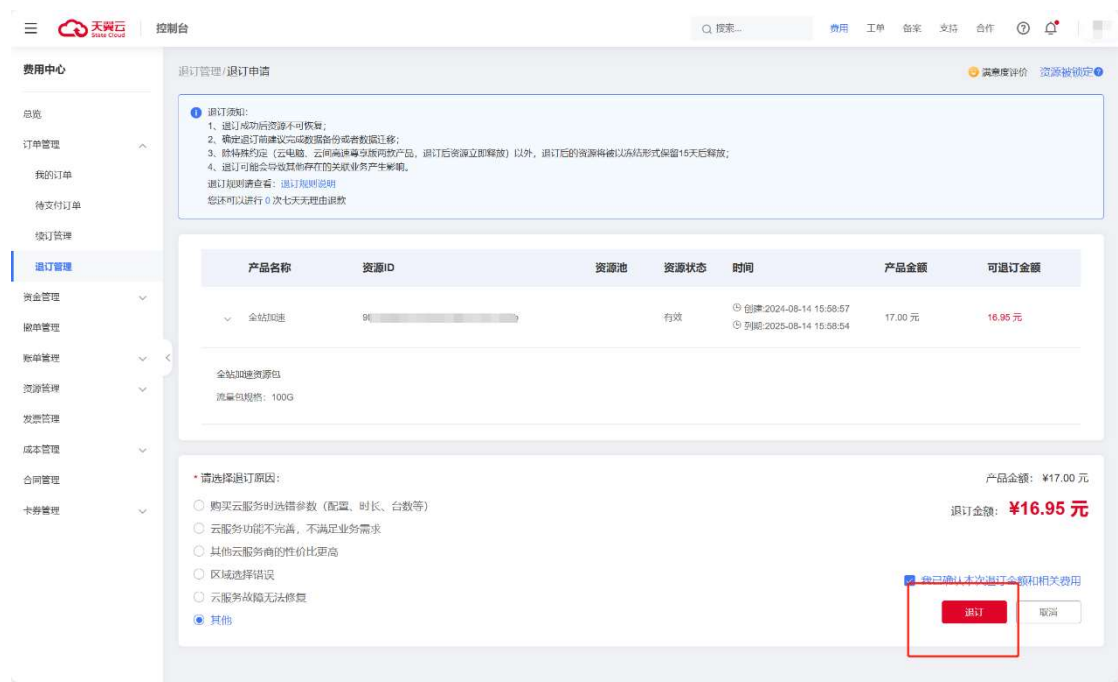 天翼云 控制台 搜索... 费用 工单 备案 支持 合作
State Cloud
费用中心
退订管理/退订申请 满意度评价 资源被锁定
总览
订单管理
我的订单
待支付订单
续订管理
退订管理
资金管理
撤单管理
账单管理
资源管理
发票管理
成本管理
合同管理
卡券管理
退订须知:
1、退订成功后资源不可恢复;
2、确定退订前建议完成数据备份或者数据迁移;
3、除特殊约定（云电脑、云间高速尊享版两款产品，退订后资源立即释放）以外，退订后的资源将被以冻结形式保留15天后释放;
4、退订可能会导致其他存在的关联业务产生影响。
退订规则请查看: 退订规则说明
您还可以进行 0 次七天无理由退款
产品名称 资源ID 资源池 资源状态 时间 产品金额 可退订金额
全站加速 有效 创建:2024-08-14 15:58:57 17.00 元 16.95 元
到期:2025-08-14 15:58:54
全站加速资源包
流量包规格: 100G
* 请选择退订原因:
购买云服务时选错参数（配置、时长、台数等）
云服务功能不完善，不满足业务需求
其他云服务商的性价比更高
区域选择错误
云服务故障无法修复
其他
产品金额: ¥17.00 元
退订金额: ¥16.95 元
我已确认本次退订金额和相关费用
退订 取消